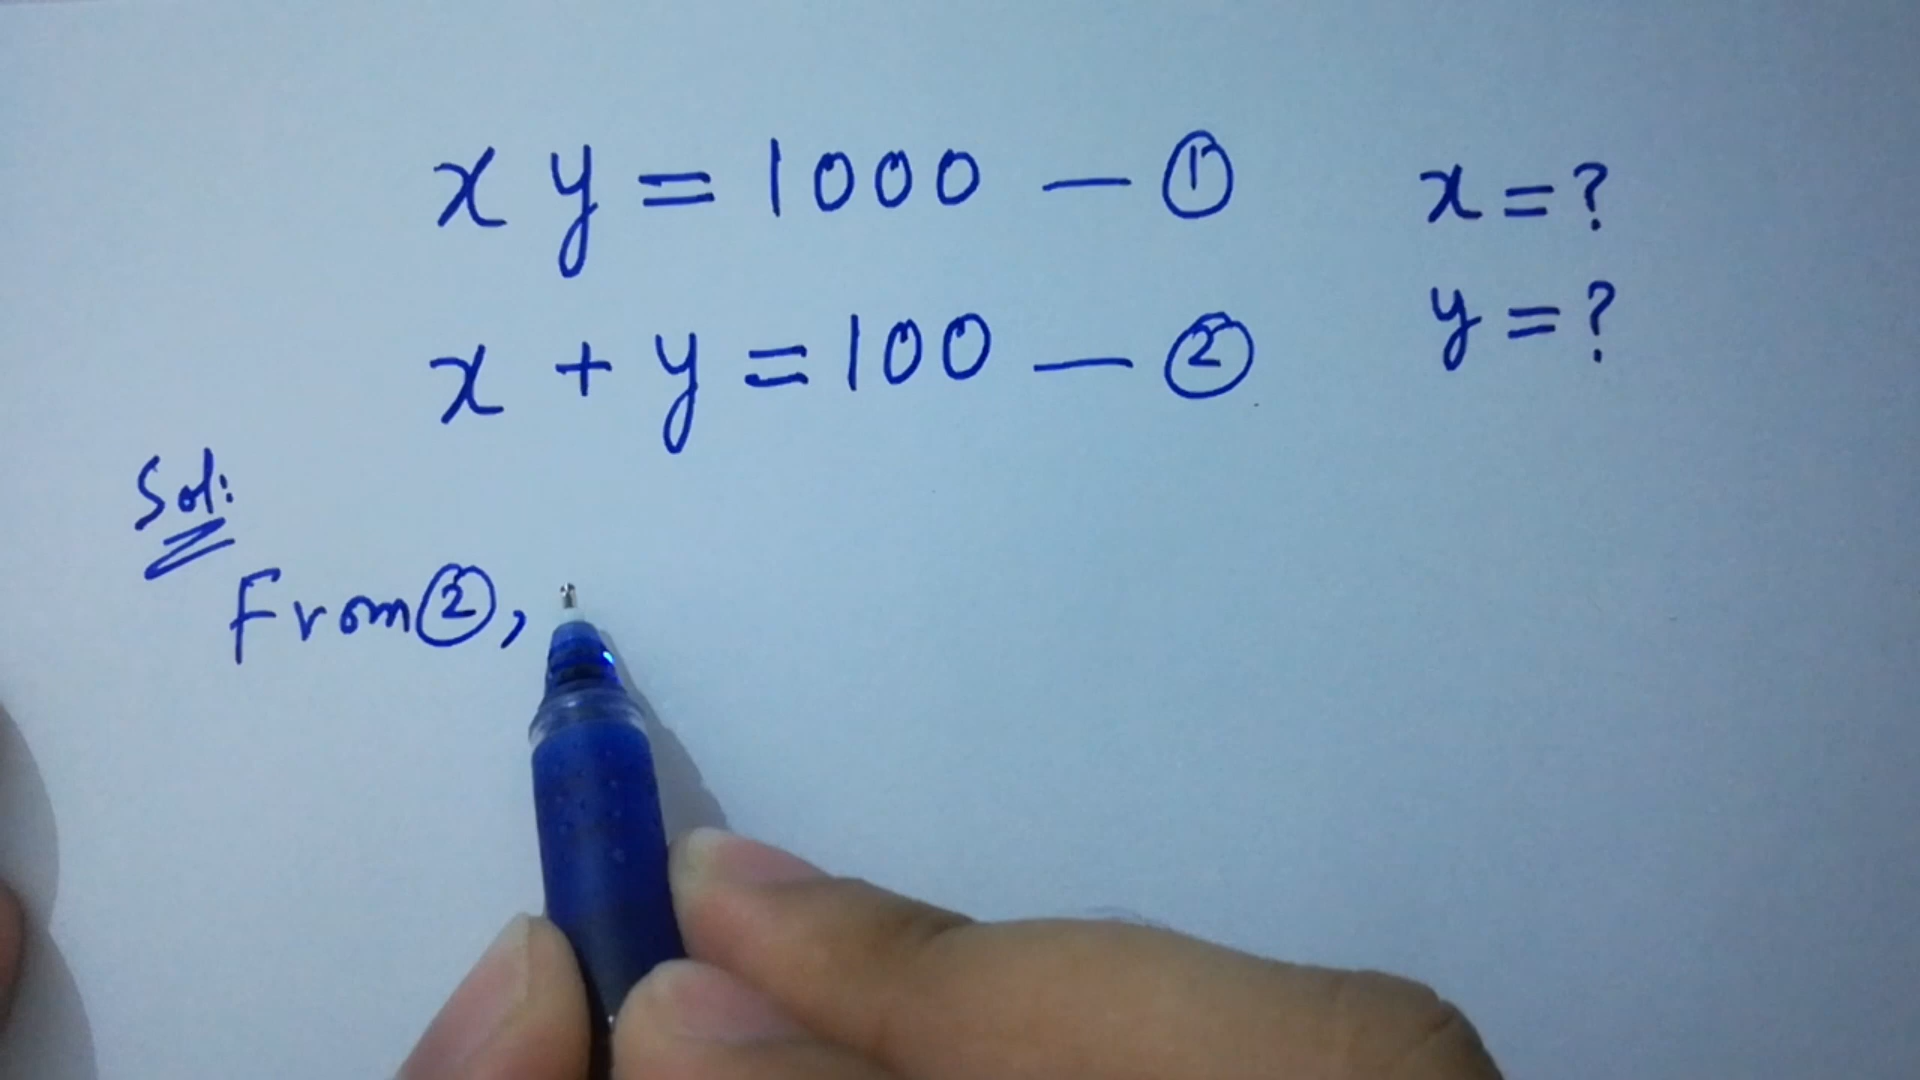 xy = 1000 — ① x = ?
x + y = 100 — ② y = ?
Sol:
From ②,